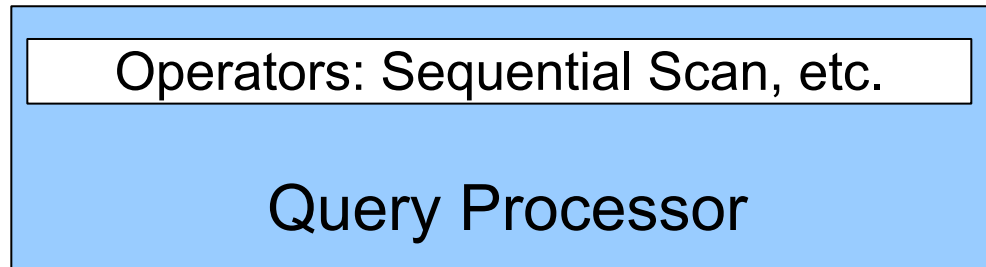 Operators: Sequential Scan, etc.
Query Processor